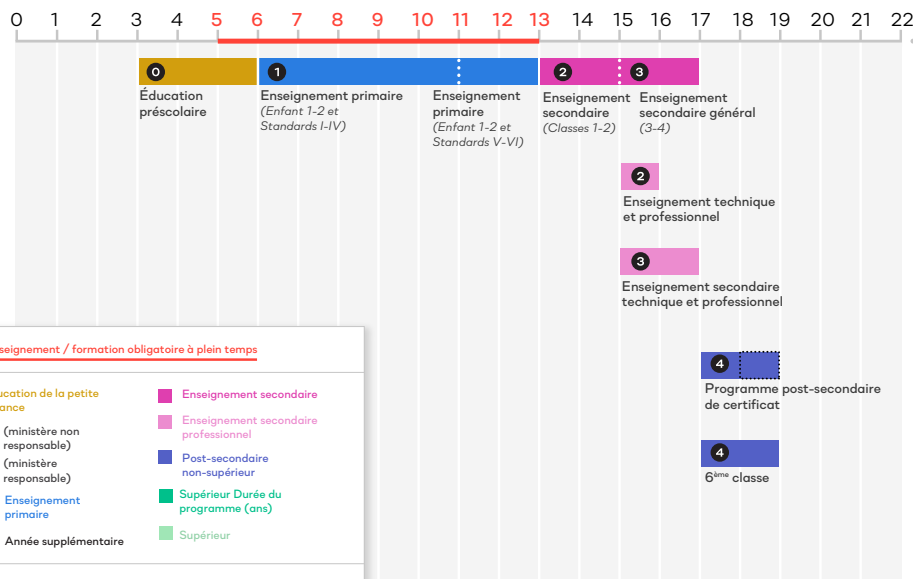 0 1 2 3 4 5 6 7 8 9 10 11 12 13 14 15 16 17 18 19 20 21 22
0
1
2
3
Éducation
préscolaire
Enseignement primaire
(Enfant 1-2 et
Standards I-IV)
Enseignement
primaire
(Enfant 1-2 et
Standards V-VI)
Enseignement
secondaire
(Classes 1-2)
Enseignement
secondaire général
(3-4)
2
Enseignement technique
et professionnel
3
Enseignement secondaire
technique et professionnel
4
Programme post-secondaire
de certificat
4
6ème classe
seignement / formation obligatoire à plein temps
ucation de la petite
ance
(ministère non
responsable)
(ministère
responsable)
Enseignement
primaire
Année supplémentaire
Enseignement secondaire
Enseignement secondaire
professionnel
Post-secondaire
non-supérieur
Supérieur Durée du
programme (ans)
Supérieur